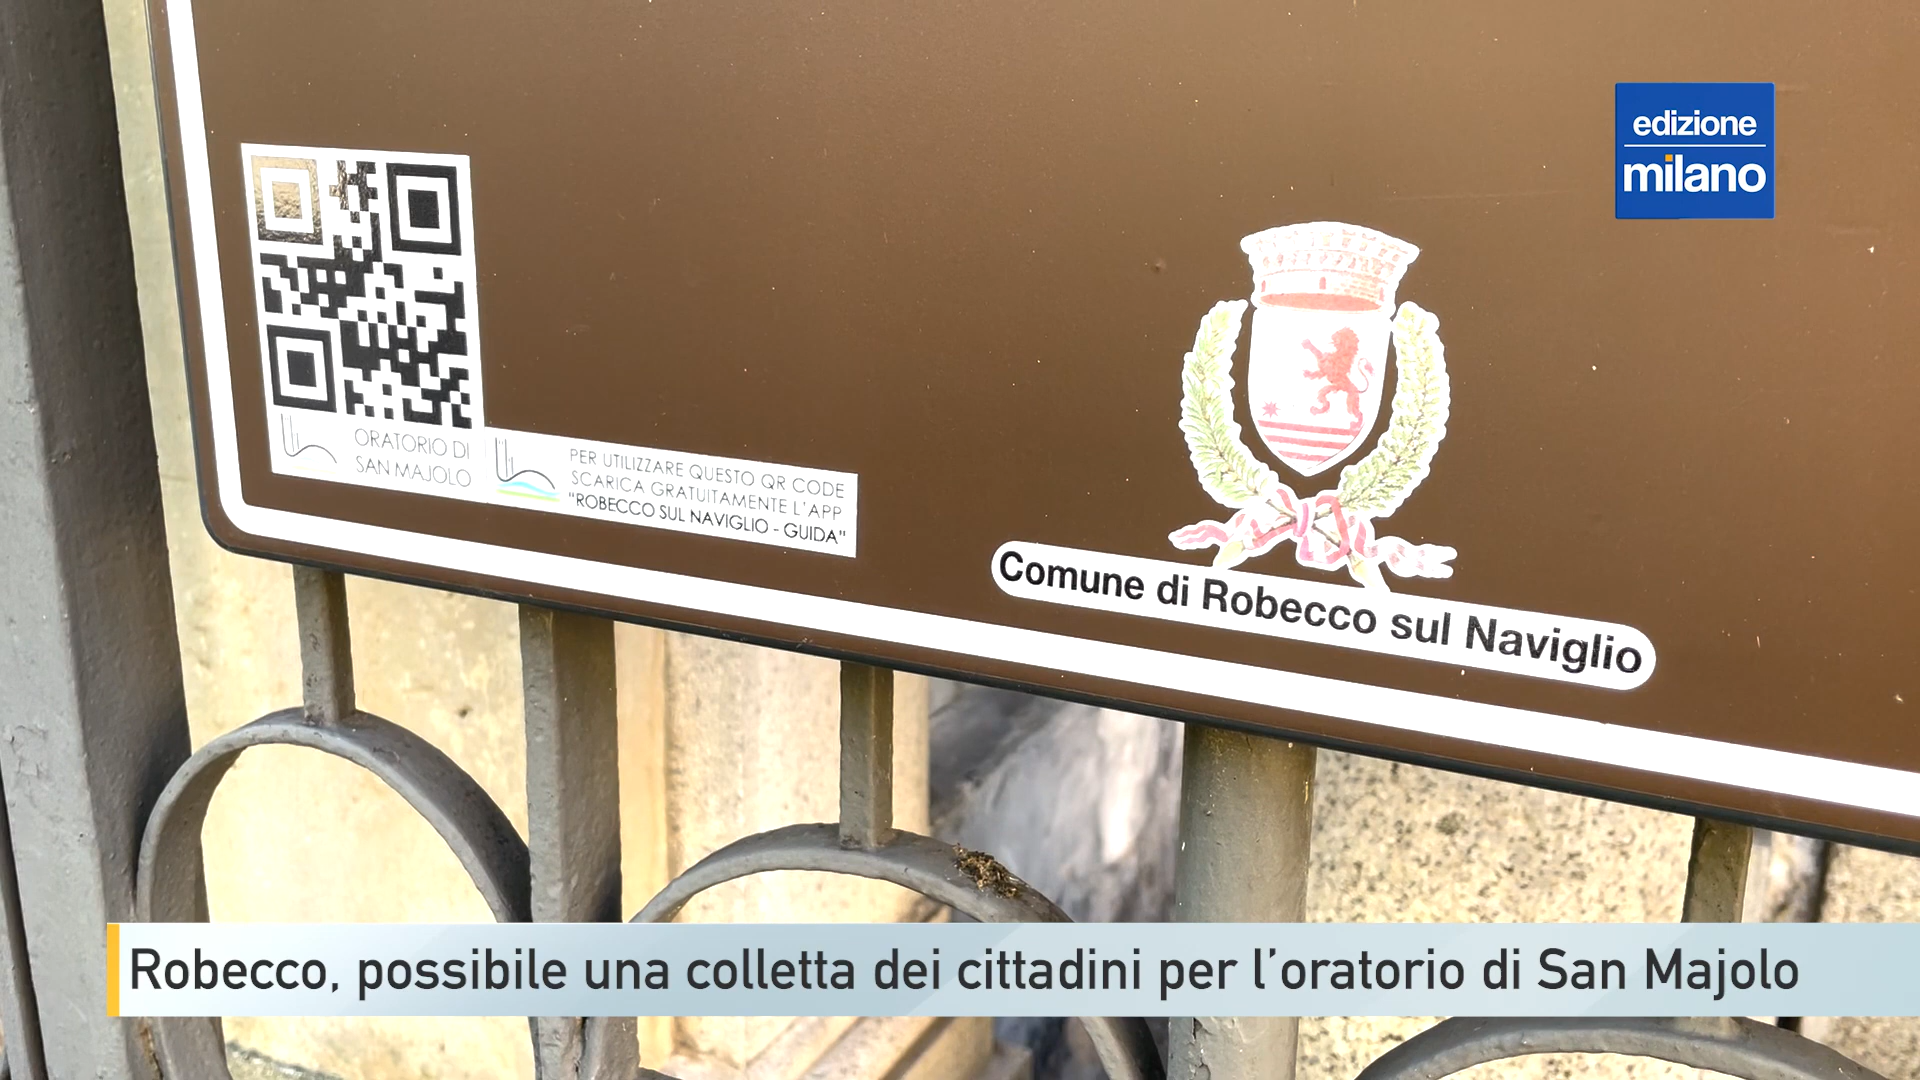 edizione
milano
ORATORIO DI
SAN MAJOLO
PER UTILIZZARE QUESTO QR CODE
SCARICA GRATUITAMENTE L'APP
"ROBECCO SUL NAVIGLIO - GUIDA"
Comune di Robecco sul Naviglio
Robecco, possibile una colletta dei cittadini per l'oratorio di San Majolo